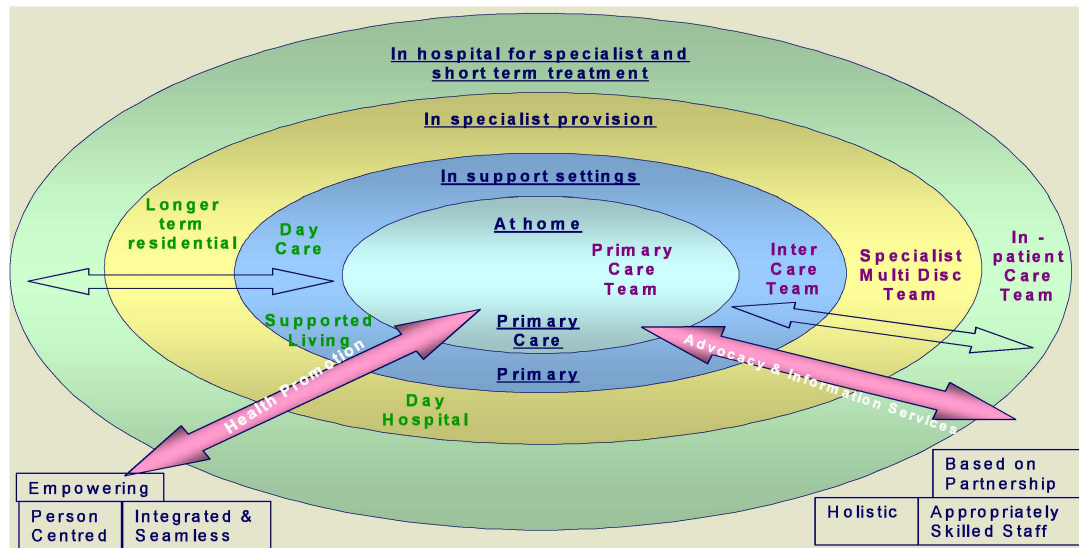 In hospital for specialist and
short term treatment
In specialist provision
In support settings
At home
Longer
term
residential
Day
Care
Primary
Care
Team
Inter
Care
Team
Specialist
Multi Disc
Team
In -
patient
Care
Team
Supported
Living
Primary
Care
Primary
Health Promotion
Advocacy & Information Services
Day
Hospital
Empowering
Person
Centred
Integrated &
Seamless
Based on
Partnership
Holistic
Appropriately
Skilled Staff